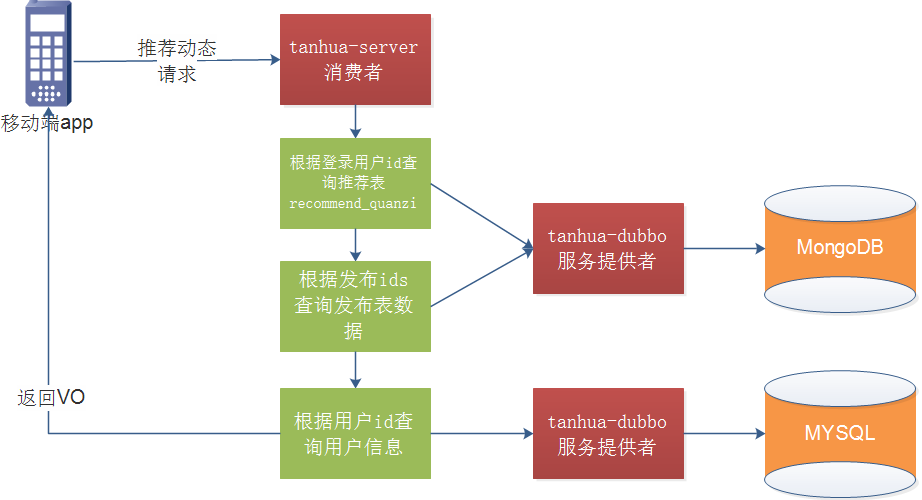 推荐动态
请求
tanhua-server
消费者
移动端app
根据登录用户id查
询推荐表
recommend_quanzi
tanhua-dubbo
服务提供者
MongoDB
根据发布ids
查询发布表数
据
返回VO
根据用户id查
询用户信息
tanhua-dubbo
服务提供者
MYSQL